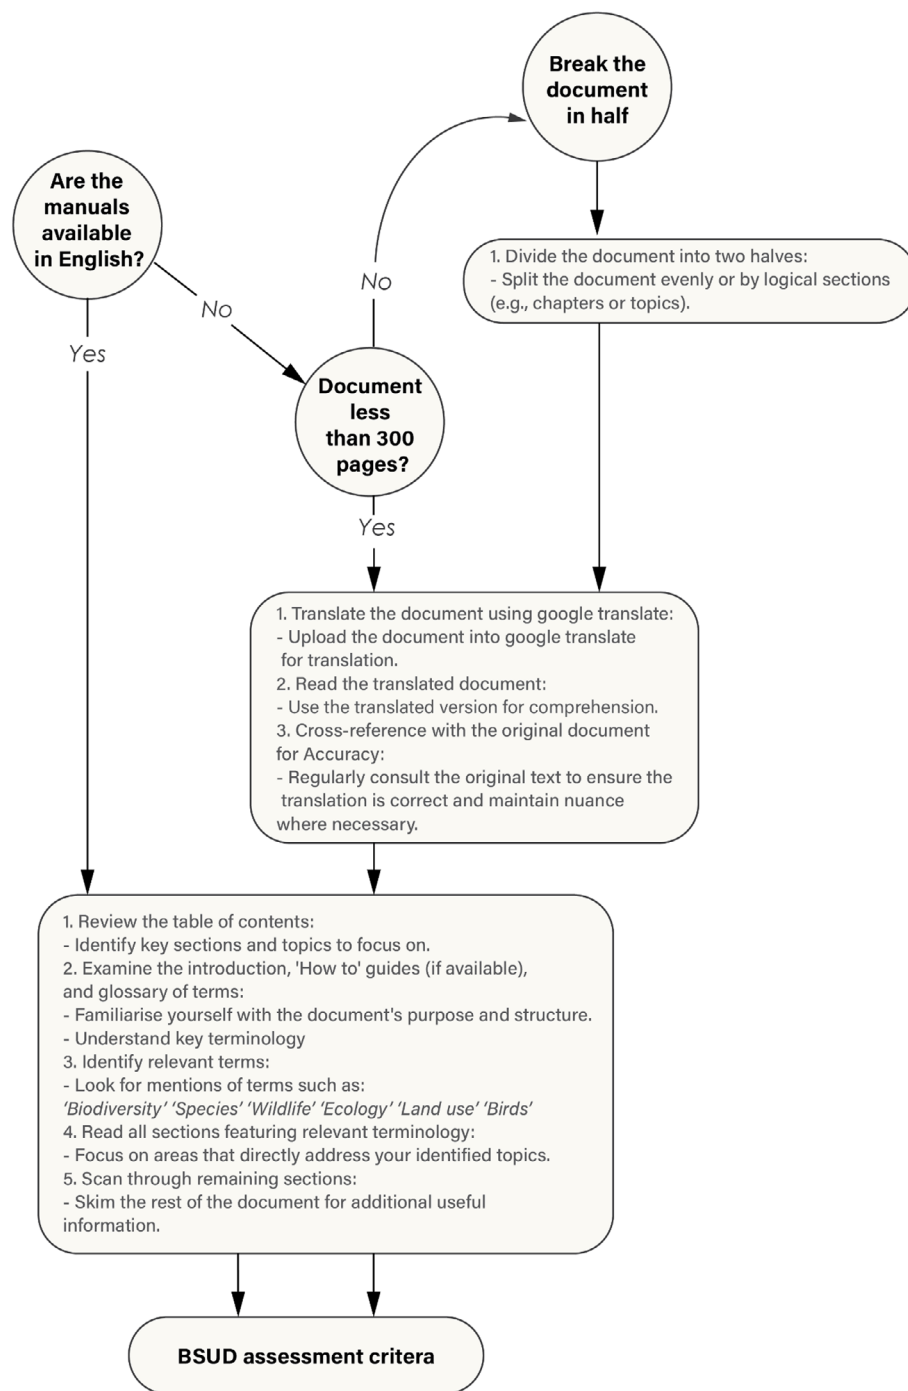 Break the
document
in half
Are the
manuals
available
in English?
1. Divide the document into two halves:
- Split the document evenly or by logical sections
(e.g., chapters or topics).
No
No
Yes
Document
less
than 300
pages?
Yes
1. Translate the document using google translate:
- Upload the document into google translate
for translation.
2. Read the translated document:
- Use the translated version for comprehension.
3. Cross-reference with the original document
for Accuracy:
- Regularly consult the original text to ensure the
translation is correct and maintain nuance
where necessary.
1. Review the table of contents:
- Identify key sections and topics to focus on.
2. Examine the introduction, 'How to' guides (if available),
and glossary of terms:
- Familiarise yourself with the document's purpose and structure.
- Understand key terminology
3. Identify relevant terms:
- Look for mentions of terms such as:
‘Biodiversity’ ‘Species’ ‘Wildlife’ ‘Ecology’ ‘Land use’ ‘Birds’
4. Read all sections featuring relevant terminology:
- Focus on areas that directly address your identified topics.
5. Scan through remaining sections:
- Skim the rest of the document for additional useful
information.
BSUD assessment critera